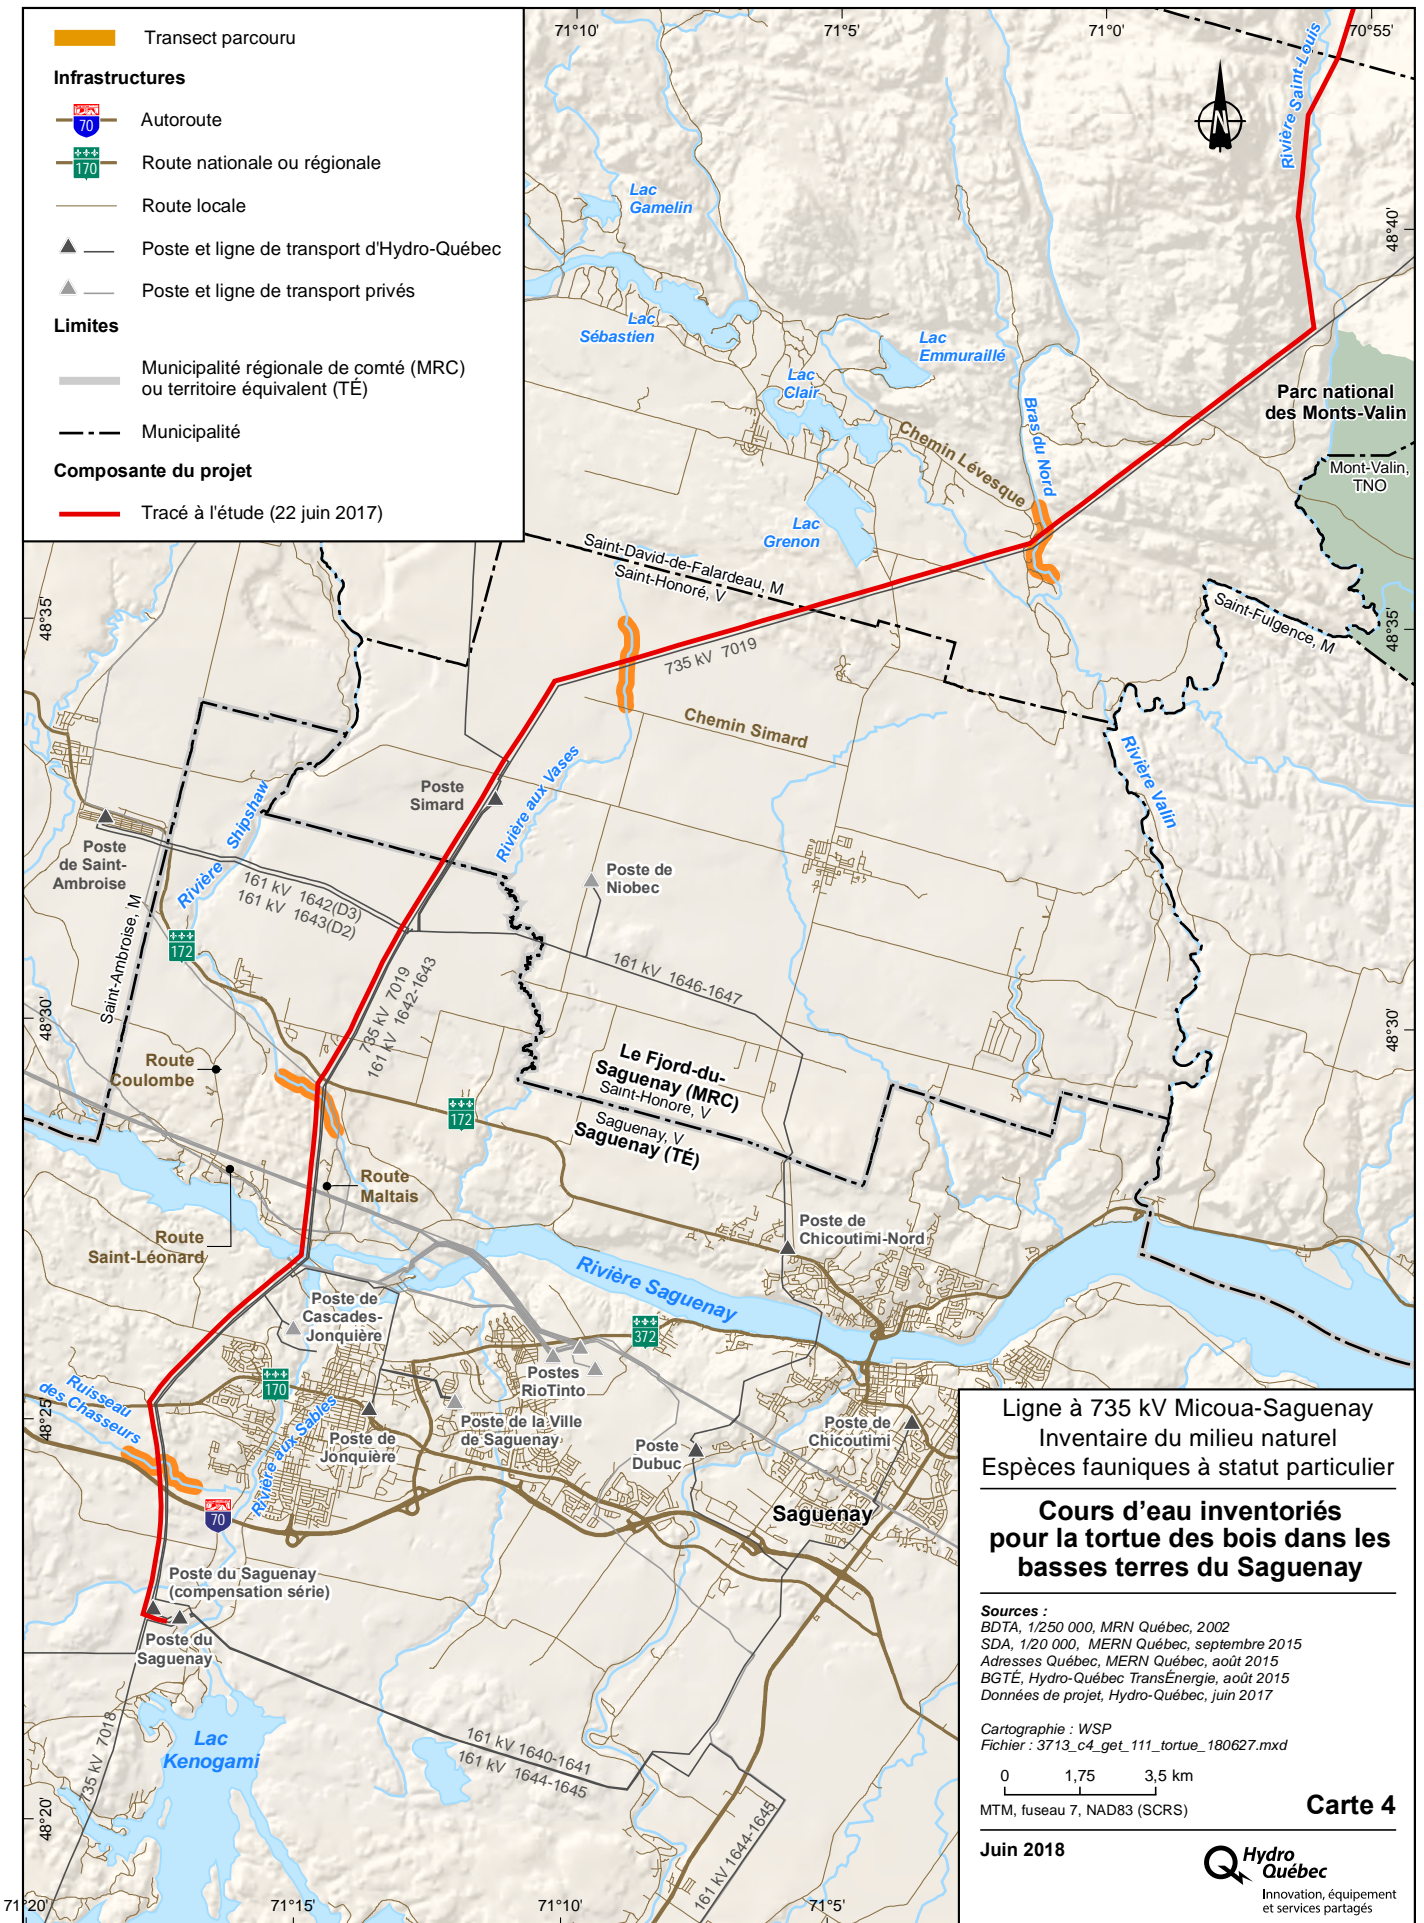 Transect parcouru
Infrastructures
70
Autoroute
170
Route nationale ou régionale
Route locale
Poste et ligne de transport d'Hydro-Québec
Poste et ligne de transport privés
Limites
Municipalité régionale de comté (MRC)
ou territoire équivalent (TÉ)
Municipalité
Composante du projet
Tracé à l'étude (22 juin 2017)
71°10'
71°5'
71°0'
70°55'
N
Rivière Saint-Louis
48°40'
Lac
Gamelin
Lac
Sébastien
Lac
Emmuraillé
Lac
Clair
Parc national
des Monts-Valin
Bras du Nord
Chemin Lévesque
Mont-Valin,
TNO
Lac
Grenon
Saint-David-de-Falardeau, M
Saint-Honoré, V
Saint-Fulgence, M
48°35'
48°35'
735 kV 7019
Chemin Simard
Rivière Valin
Poste
Simard
Rivière aux Vases
Rivière Shipshaw
Poste
de Saint-
Ambroise
Poste de
Niobec
161 kV 1642(D3)
161 kV 1643(D2)
Saint-Ambroise, M
172
161 kV 1646-1647
735 kV 7019
161 kV 1642-1643
48°30'
48°30'
Route
Coulombe
Le Fjord-du-
Saguenay (MRC)
Saint-Honoré, V
Saguenay, V
Saguenay (TÉ)
172
Route
Maltais
Route
Saint-Léonard
Poste de
Chicoutimi-Nord
Rivière Saguenay
Poste de
Cascades-
Jonquière
372
Postes
RioTinto
170
Ruisseau
des Chasseurs
48°25'
Rivière aux Sables
Poste de
Jonquière
Poste de la Ville
de Saguenay
Poste
Dubuc
Poste de
Chicoutimi
Saguenay
70
Poste du Saguenay
(compensation série)
Poste du
Saguenay
735 kV 7018
Lac
Kenogami
161 kV 1640-1641
161 kV 1644-1645
161 kV 1644-1645
48°20'
71°20'
71°15'
71°10'
71°5'
Ligne à 735 kV Micoua-Saguenay
Inventaire du milieu naturel
Espèces fauniques à statut particulier
Cours d'eau inventoriés
pour la tortue des bois dans les
basses terres du Saguenay
Sources :
BDTA, 1/250 000, MRN Québec, 2002
SDA, 1/20 000, MERN Québec, septembre 2015
Adresses Québec, MERN Québec, août 2015
BGTÉ, Hydro-Québec TransÉnergie, août 2015
Données de projet, Hydro-Québec, juin 2017
Cartographie : WSP
Fichier : 3713_c4_get_111_tortue_180627.mxd
0 1,75 3,5 km
MTM, fuseau 7, NAD83 (SCRS)
Carte 4
Juin 2018
Hydro
Québec
Innovation, équipement
et services partagés